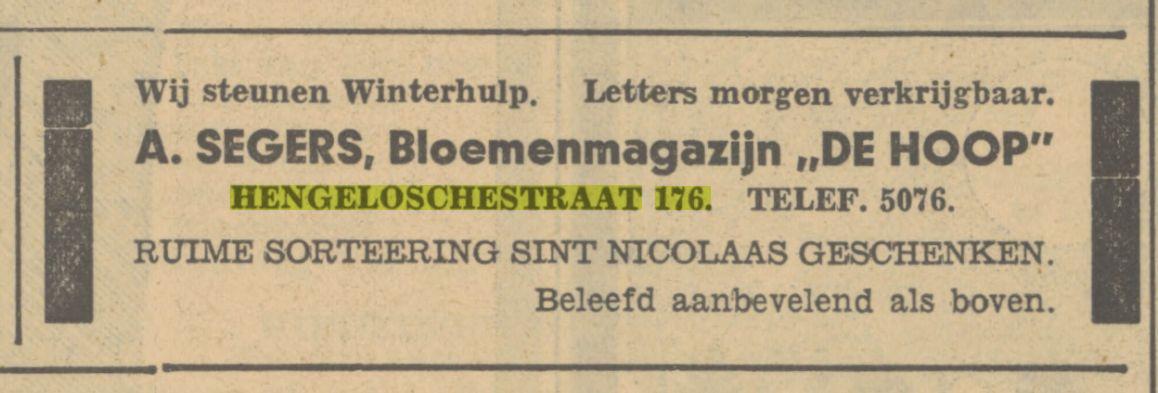 Wij steunen Winterhulp. Letters morgen verkrijgbaar.
A. SEGERS, Bloemenmagazijn „DE HOOP”
HENGELOSCHESTRAAT 176. TELEF. 5076.
RUIME SORTEERING SINT NICOLAAS GESCHENKEN.
Beleefd aanbevelend als boven.